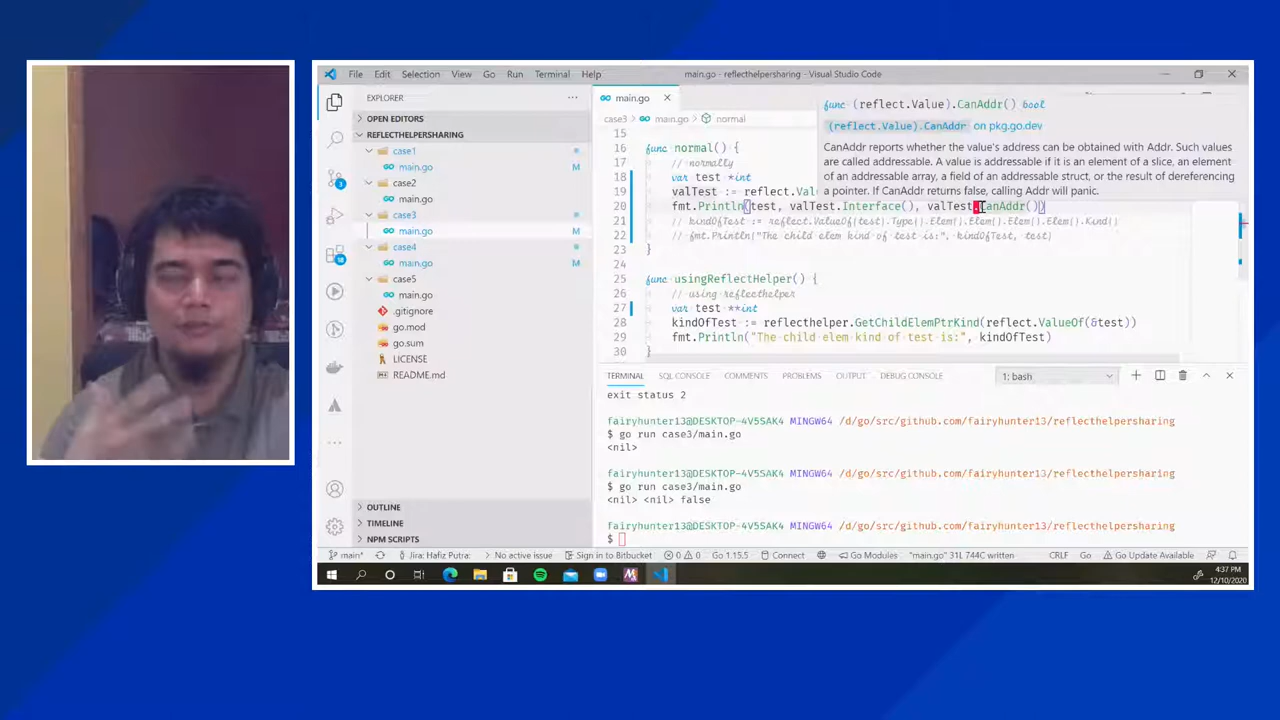 File Edit Selection View Go Run Terminal Help main.go - reflecthelpersharing - Visual Studio Code
EXPLORER
OPEN EDITORS
REFLECTHELPERSHARING
case1
main.go M
case2
main.go
case3
main.go M
case4
main.go M
case5
main.go
.gitignore
go.mod
go.sum
LICENSE
README.md
OUTLINE
TIMELINE
NPM SCRIPTS
3
18
main.go
case3 > main.go > normal
func (reflect.Value).CanAddr() bool
(reflect.Value).CanAddr on pkg.go.dev
CanAddr reports whether the value's address can be obtained with Addr. Such values
are called addressable. A value is addressable if it is an element of a slice, an element
of an addressable array, a field of an addressable struct, or the result of dereferencing
a pointer. If CanAddr returns false, calling Addr will panic.
15
16 func normal() {
17 // normally
18 var test *int
19 valTest := reflect.Val
20 fmt.Println(test, valTest.Interface(), valTest.CanAddr())
21 // kindOfTest := reflect.ValueOf(test).Type().Elem().Elem().Elem().Elem().Kind()
22 // fmt.Println("The child elem kind of test is:", kindOfTest, test)
23 }
24
25 func usingReflectHelper() {
26 // using reflecthelper
27 var test **int
28 kindOfTest := reflecthelper.GetChildElemPtrKind(reflect.ValueOf(&test))
29 fmt.Println("The child elem kind of test is:", kindOfTest)
30 }
TERMINAL SQL CONSOLE COMMENTS PROBLEMS OUTPUT DEBUG CONSOLE 1: bash
exit status 2
fairyhunter13@DESKTOP-4V5SAK4 MINGW64 /d/go/src/github.com/fairyhunter13/reflecthelpersharing
$ go run case3/main.go
<nil>
fairyhunter13@DESKTOP-4V5SAK4 MINGW64 /d/go/src/github.com/fairyhunter13/reflecthelpersharing
$ go run case3/main.go
<nil> <nil> false
fairyhunter13@DESKTOP-4V5SAK4 MINGW64 /d/go/src/github.com/fairyhunter13/reflecthelpersharing
$
main* Jira: Hafiz Putra: No active issue Sign in to Bitbucket 0 0 Go 1.15.5 Connect Go Modules "main.go" 31L 744C written CRLF Go Go Update Available
4:37 PM
12/10/2020